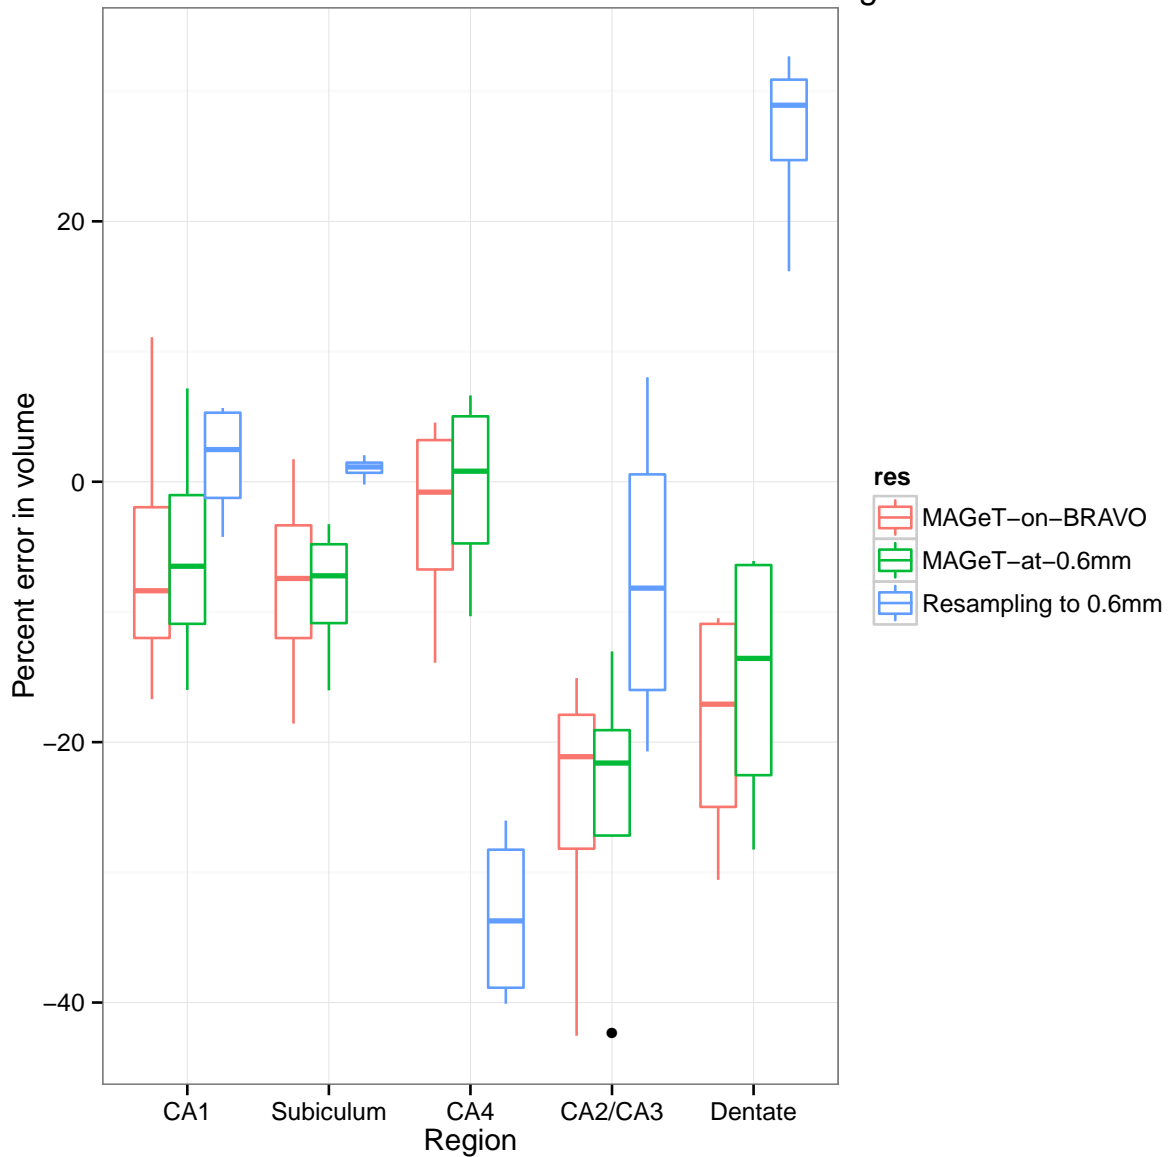 Percent error in volume
20
0
−20
−40
CA1
Subiculum
CA4
CA2/CA3
Dentate
Region
res
MAGeT−on−BRAVO
MAGeT−at−0.6mm
Resampling to 0.6mm